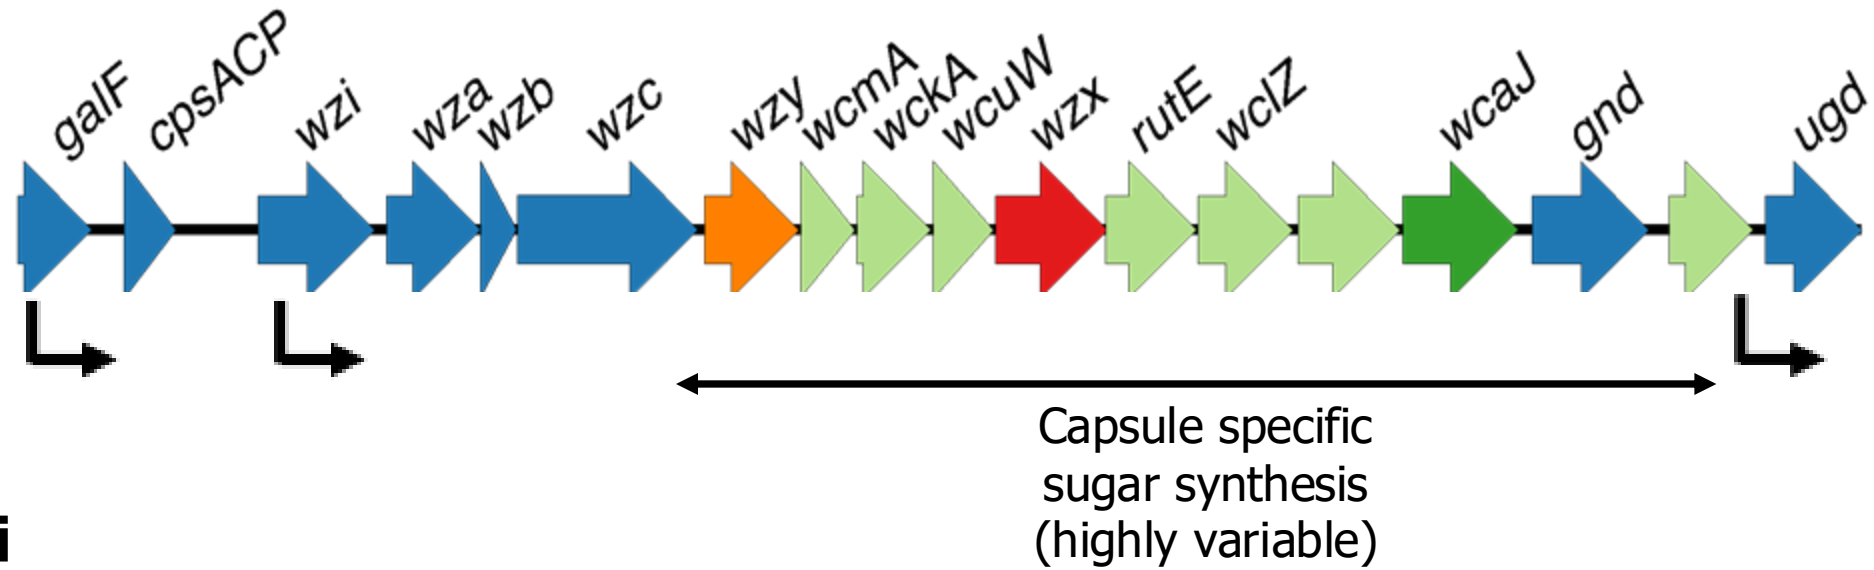 galF cpsACP wzi wza wzb wzc wzy wcmA wckA wcuW wzx rutE wclZ wcaJ gnd ugd
Capsule specific
sugar synthesis
(highly variable)
i